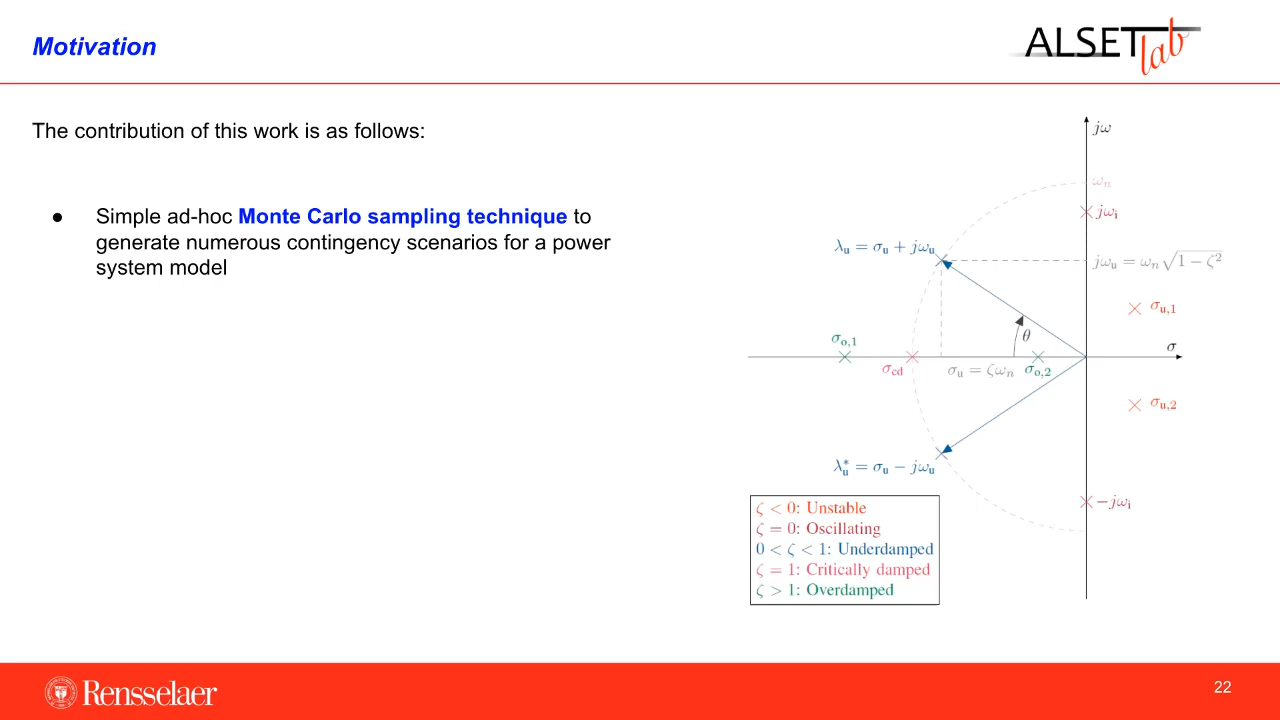 Motivation
ALSETlab
The contribution of this work is as follows:
● Simple ad-hoc Monte Carlo sampling technique to
generate numerous contingency scenarios for a power
system model
jω
ωₙ
jωᵢ
λᵤ = σᵤ + jωᵤ
jωᵤ = ωₙ√(1 − ζ²)
σᵤ,₁
θ
σ
σₒ,₁
σ_cd
σᵤ = ζωₙ
σₒ,₂
σᵤ,₂
λᵤ* = σᵤ − jωᵤ
−jωᵢ
ζ < 0: Unstable
ζ = 0: Oscillating
0 < ζ < 1: Underdamped
ζ = 1: Critically damped
ζ > 1: Overdamped
Rensselaer
22